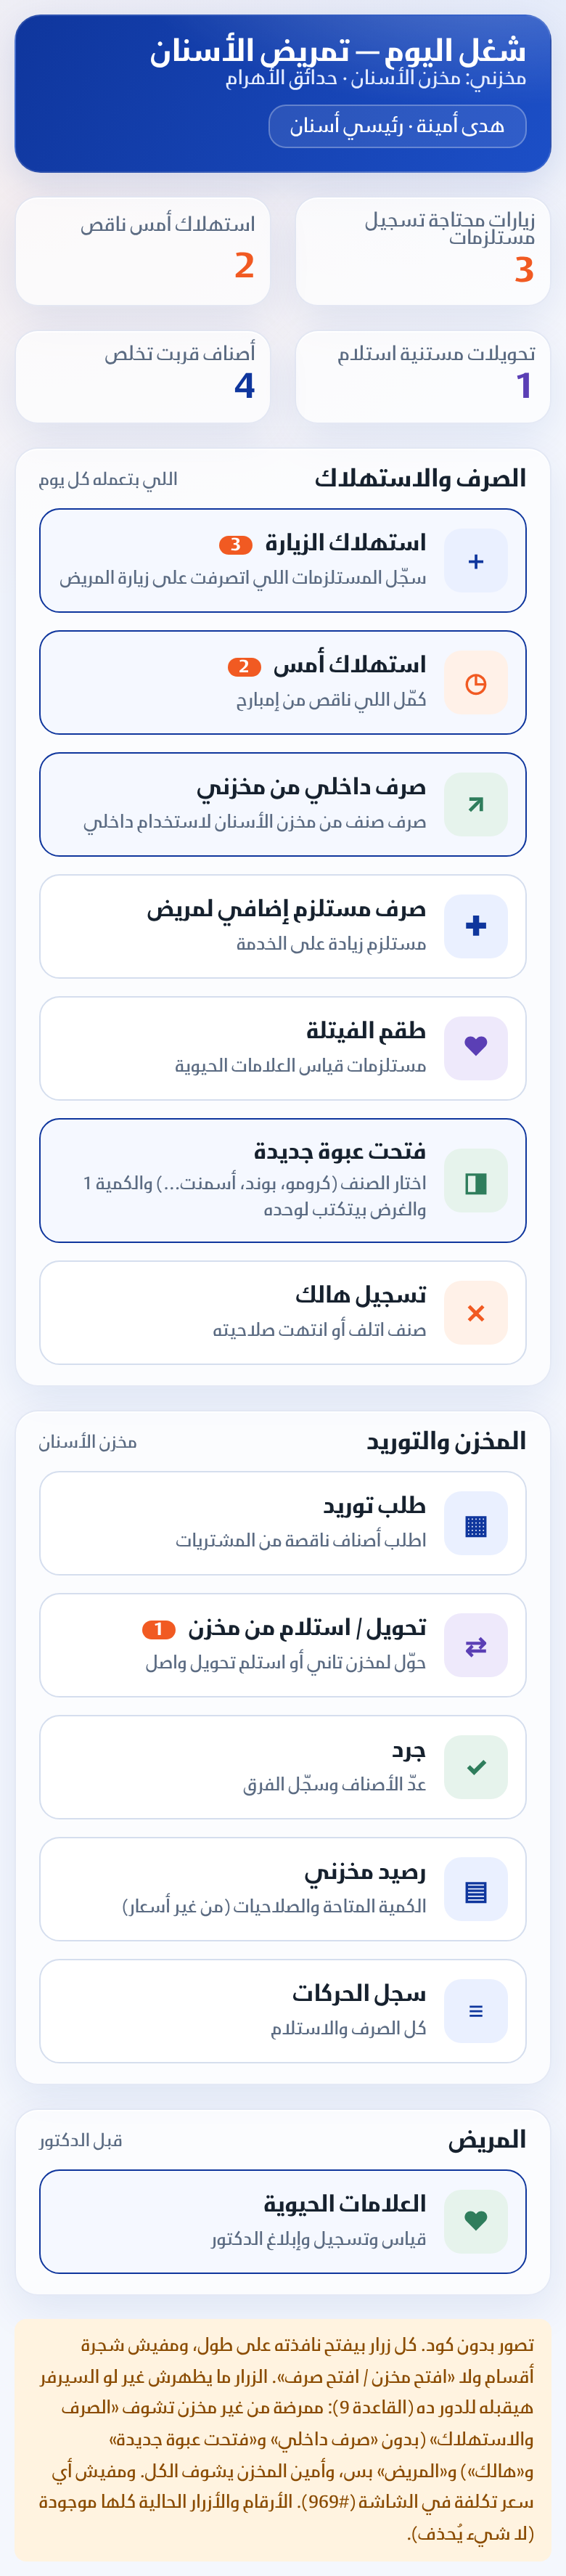 شغل اليوم — تمريض الأسنان
مخزني: مخزن الأسنان · حدائق الأهرام
هدى أمينة · رئيسي أسنان
زيارات محتاجة تسجيل
مستلزمات
3
استهلاك أمس ناقص
2
تحويلات مستنية استلام
1
أصناف قربت تخلص
4
الصرف والاستهلاك
اللي بتعمله كل يوم
استهلاك الزيارة 3
سجّل المستلزمات اللي اتصرفت على زيارة المريض
استهلاك أمس 2
كمّل اللي ناقص من إمبارح
صرف داخلي من مخزني
صرف صنف من مخزن الأسنان لاستخدام داخلي
صرف مستلزم إضافي لمريض
مستلزم زيادة على الخدمة
طقم الفيتلة
مستلزمات قياس العلامات الحيوية
فتحت عبوة جديدة
اختار الصنف (كرومو، بوند، أسمنت...) والكمية 1
والغرض بيتكتب لوحده
تسجيل هالك
صنف اتلف أو انتهت صلاحيته
المخزن والتوريد
مخزن الأسنان
طلب توريد
اطلب أصناف ناقصة من المشتريات
تحويل / استلام من مخزن 1
حوّل لمخزن تاني أو استلم تحويل واصل
جرد
عدّ الأصناف وسجّل الفرق
رصيد مخزني
الكمية المتاحة والصلاحيات (من غير أسعار)
سجل الحركات
كل الصرف والاستلام
المريض
قبل الدكتور
العلامات الحيوية
قياس وتسجيل وإبلاغ الدكتور
تصور بدون كود. كل زرار بيفتح نافذته على طول، ومفيش شجرة
أقسام ولا «افتح مخزن / افتح صرف». الزرار ما يظهرش غير لو السيرفر
هيقبله للدور ده (القاعدة 9): ممرضة من غير مخزن تشوف «الصرف
والاستهلاك» (بدون «صرف داخلي» و«فتحت عبوة جديدة»
و«هالك») و«المريض» بس، وأمين المخزن يشوف الكل. ومفيش أي
سعر تكلفة في الشاشة (#969). الأرقام والأزرار الحالية كلها موجودة
(لا شيء يُحذف).